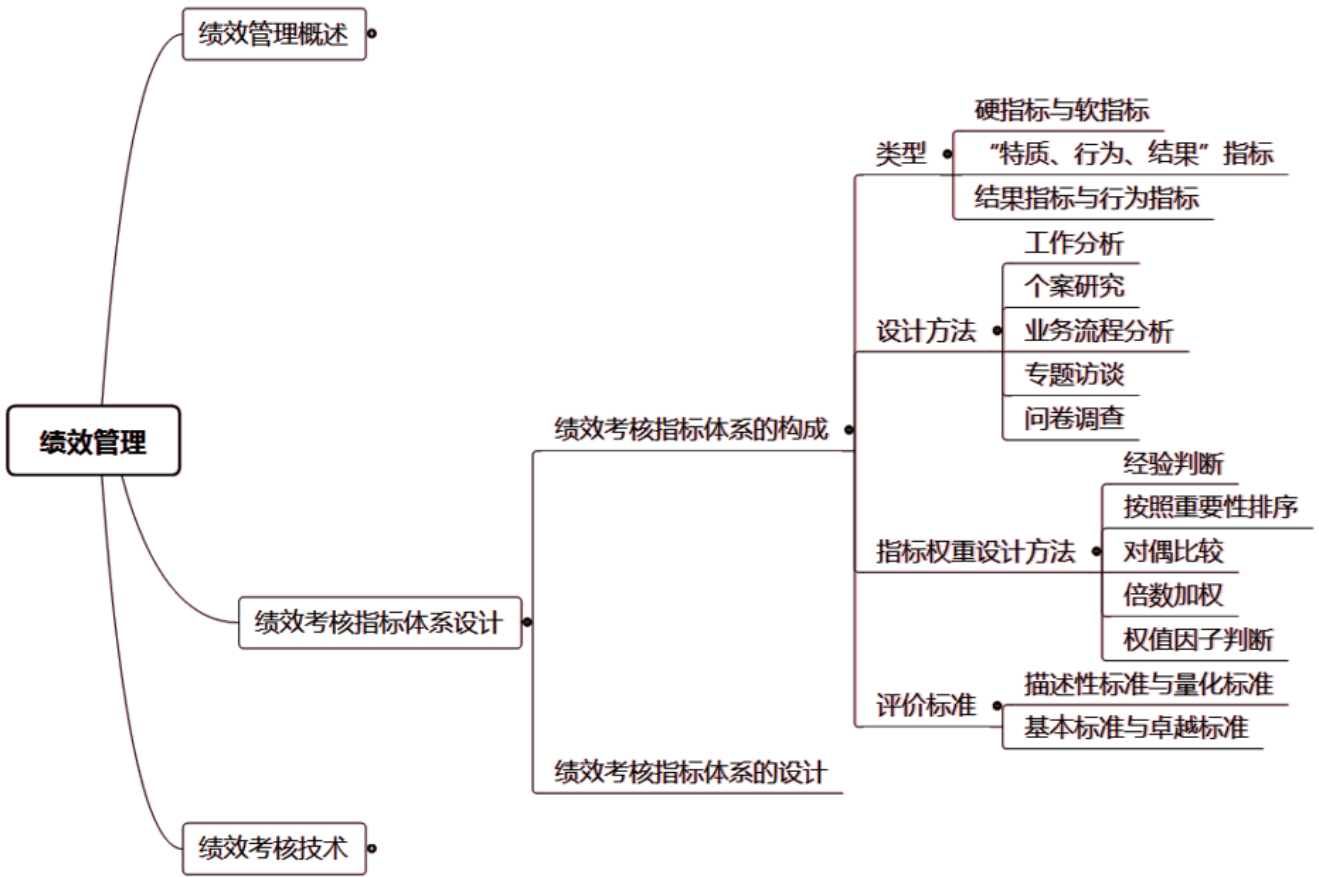 绩效管理概述
硬指标与软指标
类型
“特质、行为、结果”指标
结果指标与行为指标
工作分析
个案研究
设计方法
业务流程分析
专题访谈
问卷调查
绩效考核指标体系的构成
绩效管理
经验判断
按照重要性排序
指标权重设计方法
对偶比较
倍数加权
权值因子判断
绩效考核指标体系设计
描述性标准与量化标准
评价标准
基本标准与卓越标准
绩效考核指标体系的设计
绩效考核技术